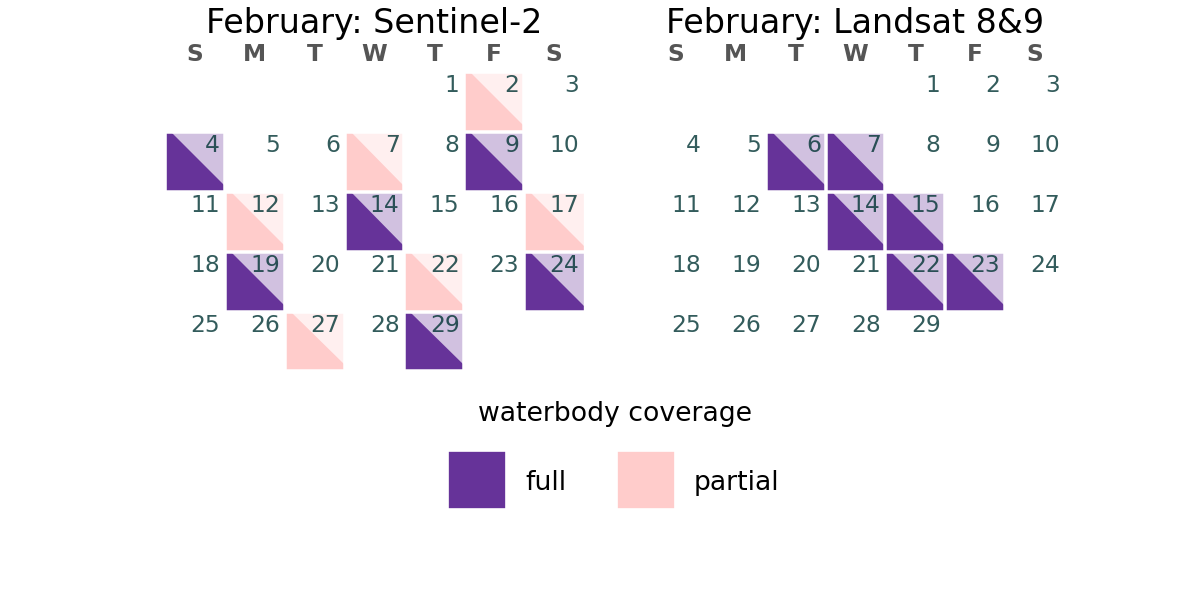 February: Sentinel-2
S M T W T F S
1 2 3
4 5 6 7 8 9 10
11 12 13 14 15 16 17
18 19 20 21 22 23 24
25 26 27 28 29
February: Landsat 8&9
S M T W T F S
1 2 3
4 5 6 7 8 9 10
11 12 13 14 15 16 17
18 19 20 21 22 23 24
25 26 27 28 29
waterbody coverage
full partial